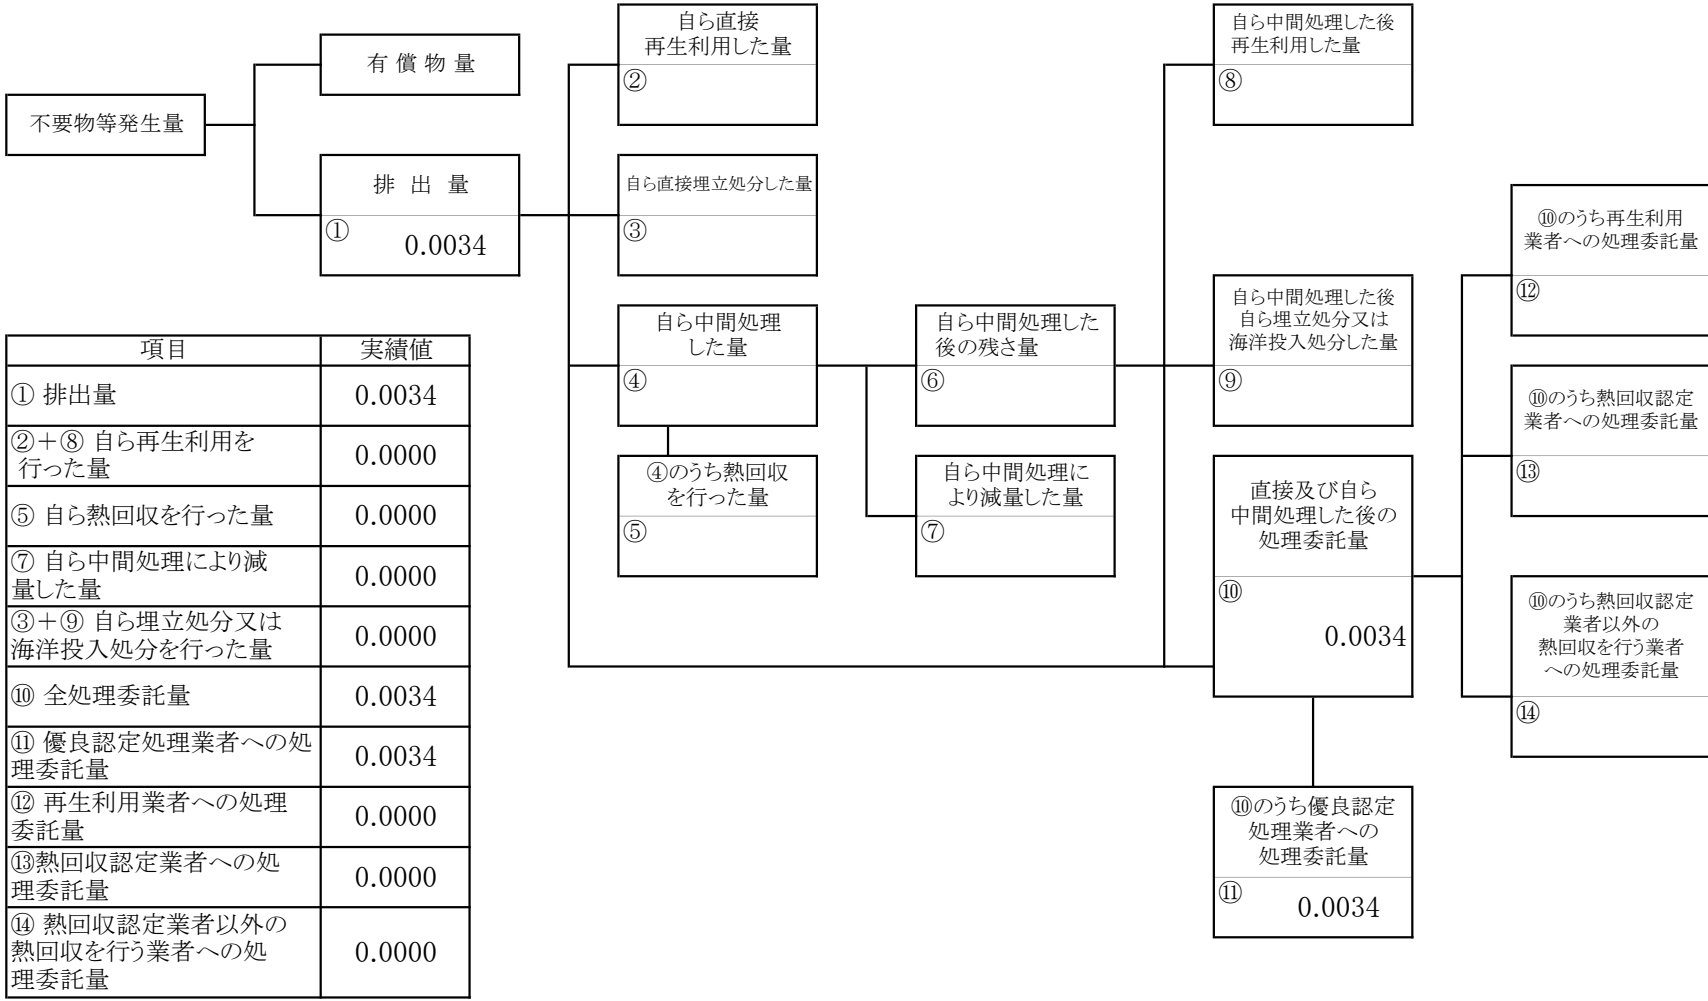 不要物等発生量
有 償 物 量
排 出 量
①
0.0034
自ら直接
再生利用した量
②
自ら直接埋立処分した量
③
自ら中間処理
した量
④
④のうち熱回収
を行った量
⑤
自ら中間処理した
後の残さ量
⑥
自ら中間処理に
より減量した量
⑦
自ら中間処理した後
再生利用した量
⑧
自ら中間処理した後
自ら埋立処分又は
海洋投入処分した量
⑨
直接及び自ら
中間処理した後の
処理委託量
⑩
0.0034
⑩のうち優良認定
処理業者への
処理委託量
⑪
0.0034
⑩のうち再生利用
業者への処理委託量
⑫
⑩のうち熱回収認定
業者への処理委託量
⑬
⑩のうち熱回収認定
業者以外の
熱回収を行う業者
への処理委託量
⑭
項目 実績値
① 排出量 0.0034
②＋⑧ 自ら再生利用を
行った量 0.0000
⑤ 自ら熱回収を行った量 0.0000
⑦ 自ら中間処理により減
量した量 0.0000
③＋⑨ 自ら埋立処分又は
海洋投入処分を行った量 0.0000
⑩ 全処理委託量 0.0034
⑪ 優良認定処理業者への処
理委託量 0.0034
⑫ 再生利用業者への処理
委託量 0.0000
⑬熱回収認定業者への処
理委託量 0.0000
⑭ 熱回収認定業者以外の
熱回収を行う業者への処
理委託量 0.0000